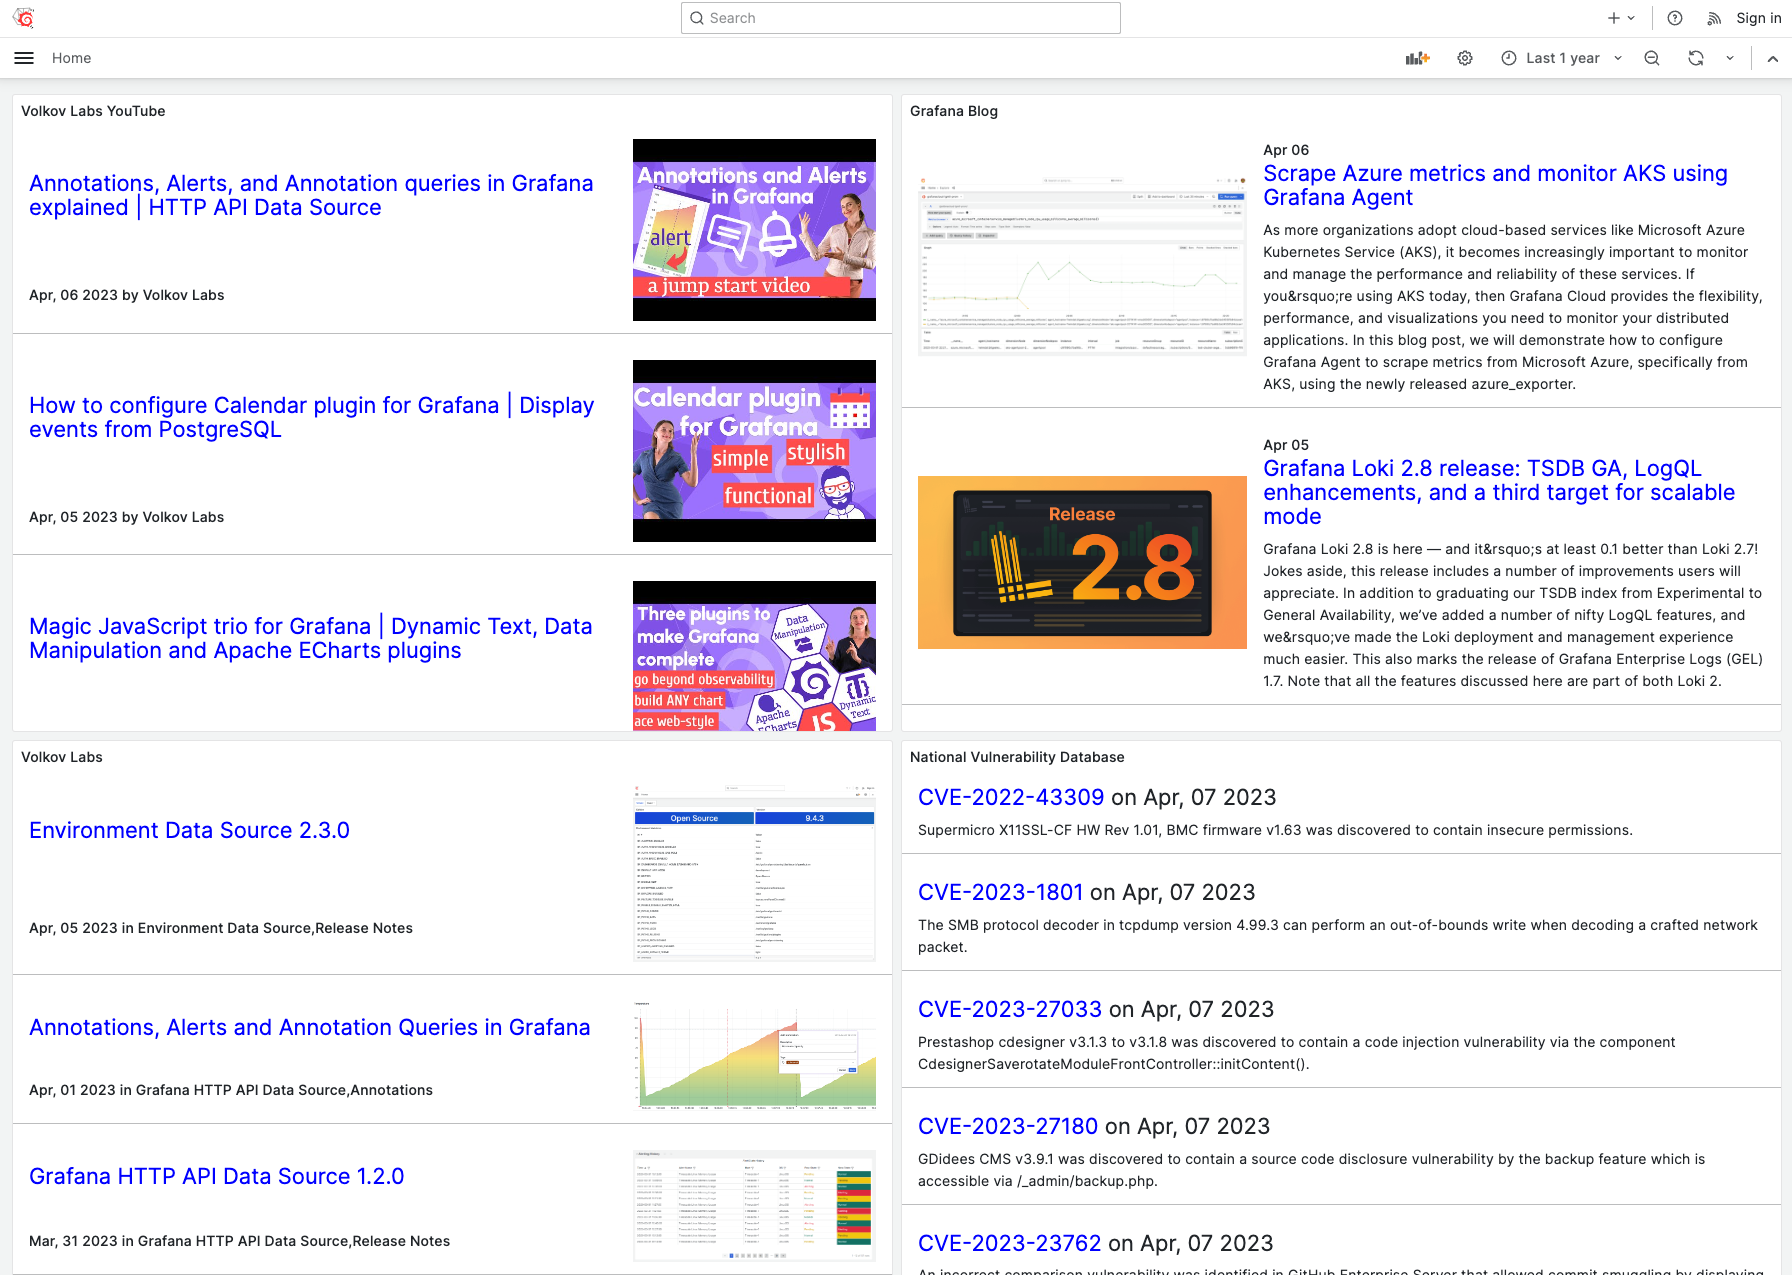 Search
Sign in
Home
Last 1 year
Volkov Labs YouTube
Annotations, Alerts, and Annotation queries in Grafana
explained | HTTP API Data Source
Apr, 06 2023 by Volkov Labs
Annotations and Alerts
in Grafana
alert
a jump start video
How to configure Calendar plugin for Grafana | Display
events from PostgreSQL
Apr, 05 2023 by Volkov Labs
Calendar plugin
for Grafana
simple
stylish
functional
Magic JavaScript trio for Grafana | Dynamic Text, Data
Manipulation and Apache ECharts plugins
Three plugins to
make Grafana
complete
go beyond observability
build ANY chart
ace web-style
Data
Manipulation
Apache
ECharts
JS
Dynamic
Text
Grafana Blog
Apr 06
Scrape Azure metrics and monitor AKS using
Grafana Agent
As more organizations adopt cloud-based services like Microsoft Azure
Kubernetes Service (AKS), it becomes increasingly important to monitor
and manage the performance and reliability of these services. If
you&rsquo;re using AKS today, then Grafana Cloud provides the flexibility,
performance, and visualizations you need to monitor your distributed
applications. In this blog post, we will demonstrate how to configure
Grafana Agent to scrape metrics from Microsoft Azure, specifically from
AKS, using the newly released azure_exporter.
Release
2.8
Apr 05
Grafana Loki 2.8 release: TSDB GA, LogQL
enhancements, and a third target for scalable
mode
Grafana Loki 2.8 is here — and it&rsquo;s at least 0.1 better than Loki 2.7!
Jokes aside, this release includes a number of improvements users will
appreciate. In addition to graduating our TSDB index from Experimental to
General Availability, we’ve added a number of nifty LogQL features, and
we&rsquo;ve made the Loki deployment and management experience
much easier. This also marks the release of Grafana Enterprise Logs (GEL)
1.7. Note that all the features discussed here are part of both Loki 2.
Volkov Labs
Environment Data Source 2.3.0
Apr, 05 2023 in Environment Data Source,Release Notes
Open Source
9.4.3
Annotations, Alerts and Annotation Queries in Grafana
Apr, 01 2023 in Grafana HTTP API Data Source,Annotations
Grafana HTTP API Data Source 1.2.0
Mar, 31 2023 in Grafana HTTP API Data Source,Release Notes
National Vulnerability Database
CVE-2022-43309 on Apr, 07 2023
Supermicro X11SSL-CF HW Rev 1.01, BMC firmware v1.63 was discovered to contain insecure permissions.
CVE-2023-1801 on Apr, 07 2023
The SMB protocol decoder in tcpdump version 4.99.3 can perform an out-of-bounds write when decoding a crafted network
packet.
CVE-2023-27033 on Apr, 07 2023
Prestashop cdesigner v3.1.3 to v3.1.8 was discovered to contain a code injection vulnerability via the component
CdesignerSaverotateModuleFrontController::initContent().
CVE-2023-27180 on Apr, 07 2023
GDidees CMS v3.9.1 was discovered to contain a source code disclosure vulnerability by the backup feature which is
accessible via /_admin/backup.php.
CVE-2023-23762 on Apr, 07 2023
An incorrect comparison vulnerability was identified in GitHub Enterprise Server that allowed commit smuggling by displaying